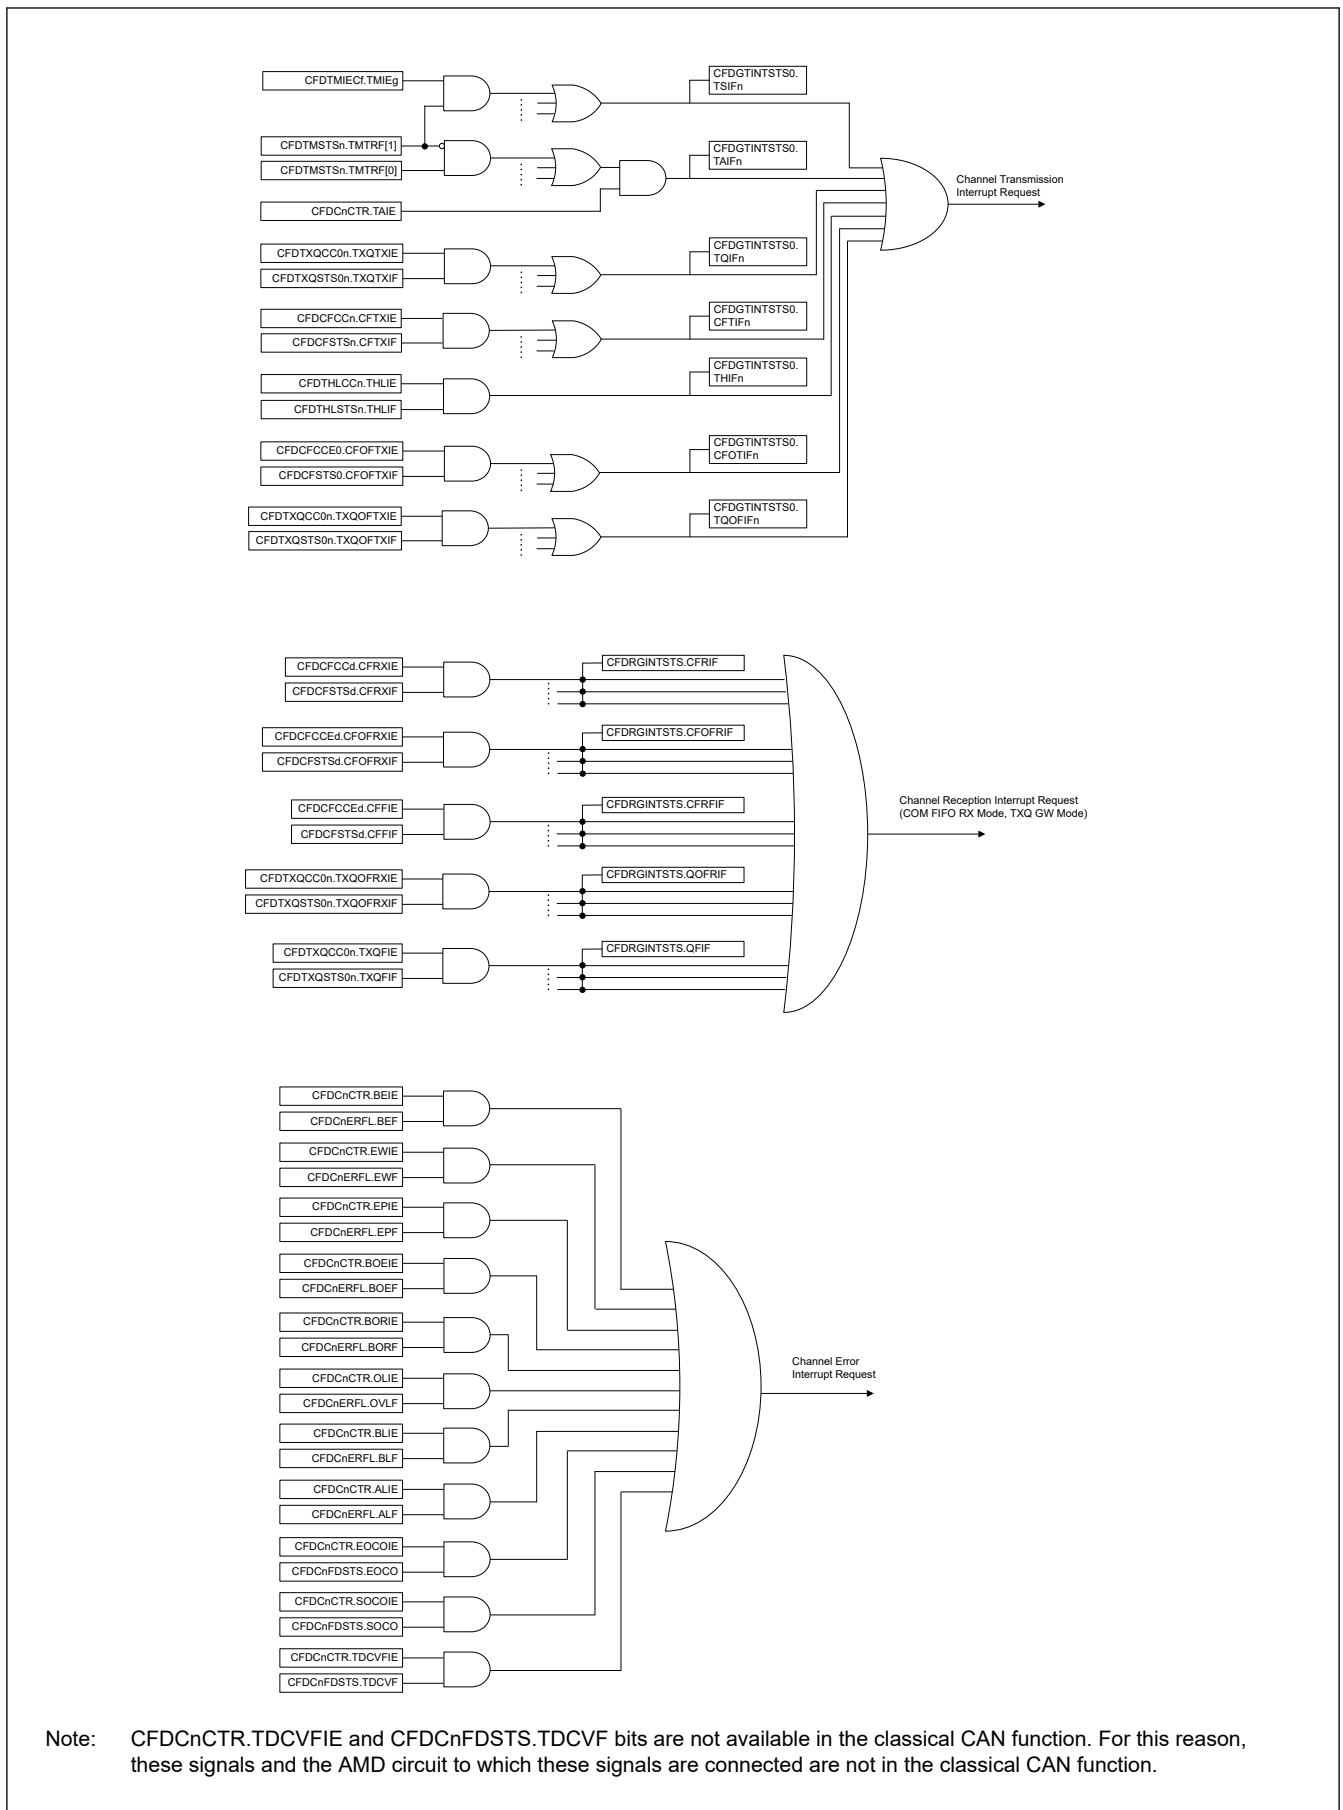 CFDTMIECf.TMIEg
CFDGTINTSTS0.
TSIFn
CFDTMSTSn.TMTRF[1]
CFDTMSTSn.TMTRF[0]
CFDGTINTSTS0.
TAIFn
CFDCnCTR.TAIE
Channel Transmission
Interrupt Request
CFDTXQCC0n.TXQTXIE
CFDTXQSTS0n.TXQTXIF
CFDGTINTSTS0.
TQIFn
CFDCFCCn.CFTXIE
CFDCFSTSn.CFTXIF
CFDGTINTSTS0.
CFTIFn
CFDTHLCCn.THLIE
CFDTHLSTSn.THLIF
CFDGTINTSTS0.
THIFn
CFDCFCCE0.CFOFTXIE
CFDCFSTS0.CFOFTXIF
CFDGTINTSTS0.
CFOTIFn
CFDTXQCC0n.TXQOFTXIE
CFDTXQSTS0n.TXQOFTXIF
CFDGTINTSTS0.
TQOFIFn
CFDCFCCd.CFRXIE
CFDCFSTSd.CFRXIF
CFDRGINTSTS.CFRIF
CFDCFCCEd.CFOFRXIE
CFDCFSTSd.CFOFRXIF
CFDRGINTSTS.CFOFRIF
CFDCFCCEd.CFFIE
CFDCFSTSd.CFFIF
CFDRGINTSTS.CFRFIF
Channel Reception Interrupt Request
(COM FIFO RX Mode, TXQ GW Mode)
CFDTXQCC0n.TXQOFRXIE
CFDTXQSTS0n.TXQOFRXIF
CFDRGINTSTS.QOFRIF
CFDTXQCC0n.TXQFIE
CFDTXQSTS0n.TXQFIF
CFDRGINTSTS.QFIF
CFDCnCTR.BEIE
CFDCnERFL.BEF
CFDCnCTR.EWIE
CFDCnERFL.EWF
CFDCnCTR.EPIE
CFDCnERFL.EPF
CFDCnCTR.BOEIE
CFDCnERFL.BOEF
CFDCnCTR.BORIE
CFDCnERFL.BORF
CFDCnCTR.OLIE
CFDCnERFL.OVLF
Channel Error
Interrupt Request
CFDCnCTR.BLIE
CFDCnERFL.BLF
CFDCnCTR.ALIE
CFDCnERFL.ALF
CFDCnCTR.EOCOIE
CFDCnFDSTS.EOCO
CFDCnCTR.SOCOIE
CFDCnFDSTS.SOCO
CFDCnCTR.TDCVFIE
CFDCnFDSTS.TDCVF
Note: CFDCnCTR.TDCVFIE and CFDCnFDSTS.TDCVF bits are not available in the classical CAN function. For this reason,
these signals and the AMD circuit to which these signals are connected are not in the classical CAN function.